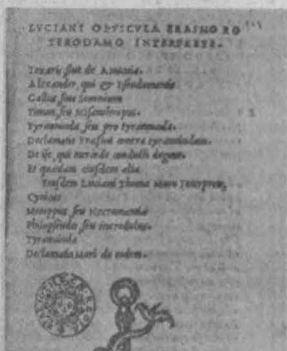 LVCIANI OPVSCVLA ERASMO RO
TERODAMO INTERPRETE.
Toxaris, siue de Amicitia.
Alexander, qui & Pseudomantis
Gallus, siue Somnium
Timon, seu Misanthropus.
Tyrannicida, seu pro tyrannicida.
Declamatio Erasmi contra tyrannicidam.
De ijs, qui mercede conducti degunt.
Et quaedam eiusdem alia.
Eiusdem Luciani Thoma Moro Interprete,
Cynicus
Menippus, seu Necromantia
Philopseudes, seu incredulus.
Tyrannicida
Declamatio Mori de eodem.